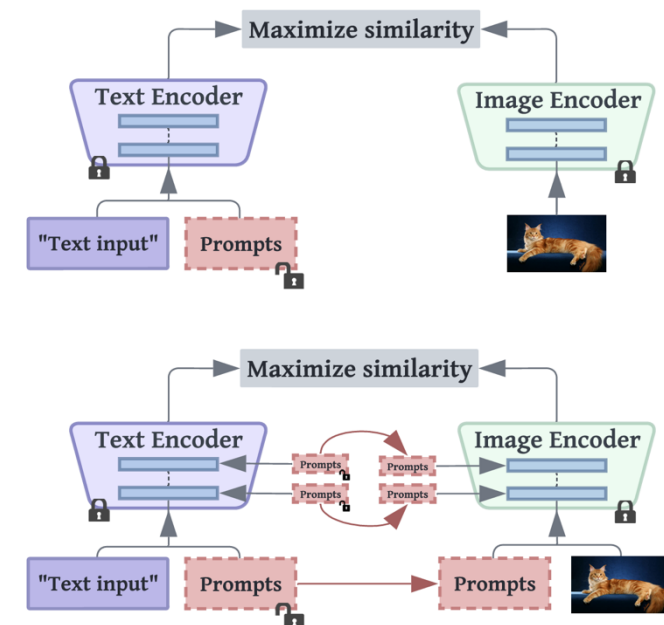 Maximize similarity
Text Encoder
Image Encoder
"Text input"
Prompts
Maximize similarity
Text Encoder
Image Encoder
Prompts
Prompts
Prompts
Prompts
"Text input"
Prompts
Prompts